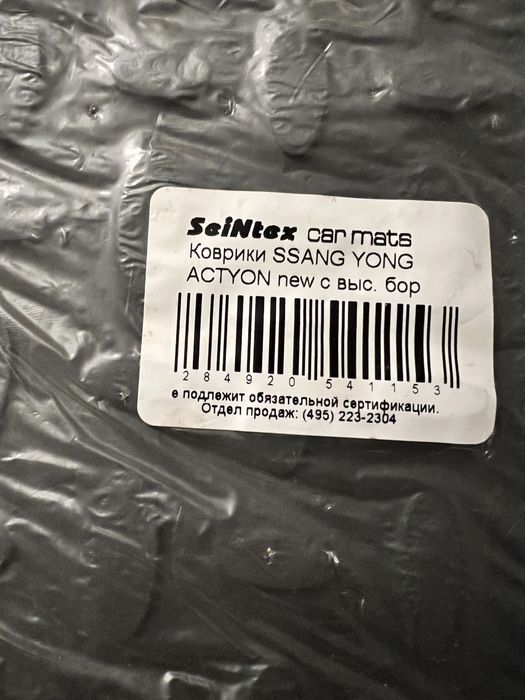 SeiNtex car mats
Коврики SSANG YONG
ACTYON new с выс. бор
284920 541153
е подлежит обязательной сертификации.
Отдел продаж: (495) 223-2304